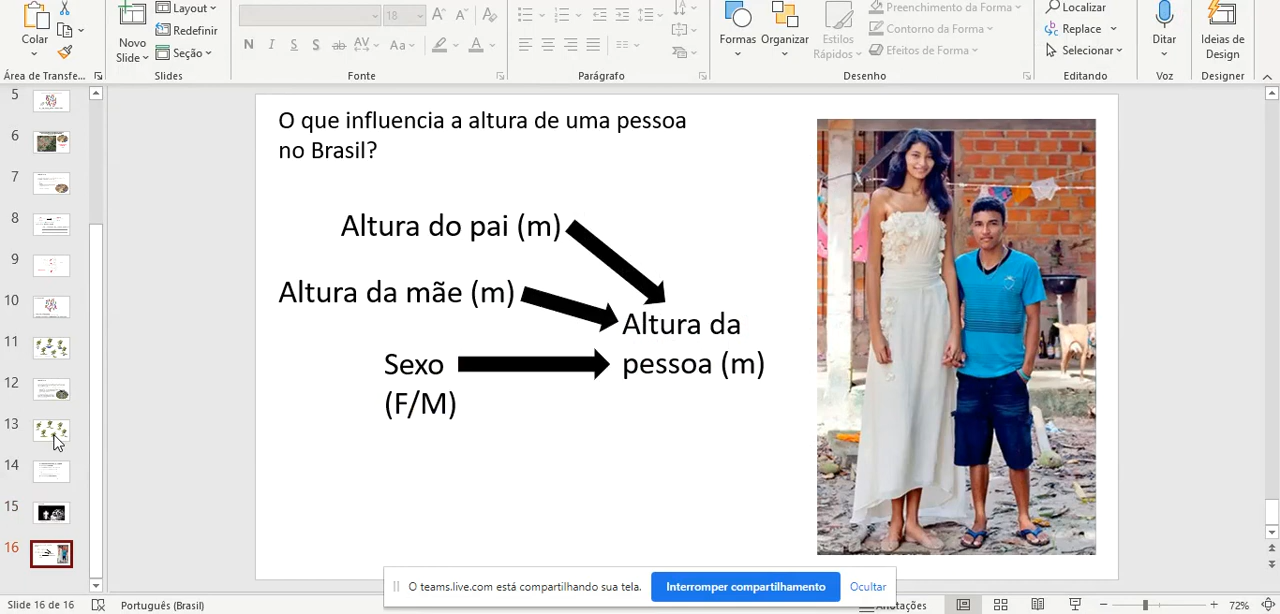 Layout
Redefinir
Seção
Colar
Novo
Slide
18
N I S S ab AV Aa
A
Formas
Organizar
Estilos
Rápidos
Preenchimento da Forma
Contorno da Forma
Efeitos de Forma
Localizar
Replace
Selecionar
Ditar
Ideias de
Design
Área de Transfe...
Slides
Fonte
Parágrafo
Desenho
Editando
Voz
Designer
5
6
7
8
9
10
11
12
13
14
15
16
O que influencia a altura de uma pessoa
no Brasil?
Altura do pai (m)
Altura da mãe (m)
Sexo
(F/M)
Altura da
pessoa (m)
O teams.live.com está compartilhando sua tela.
Interromper compartilhamento
Ocultar
Slide 16 de 16
Português (Brasil)
Anotações
72%